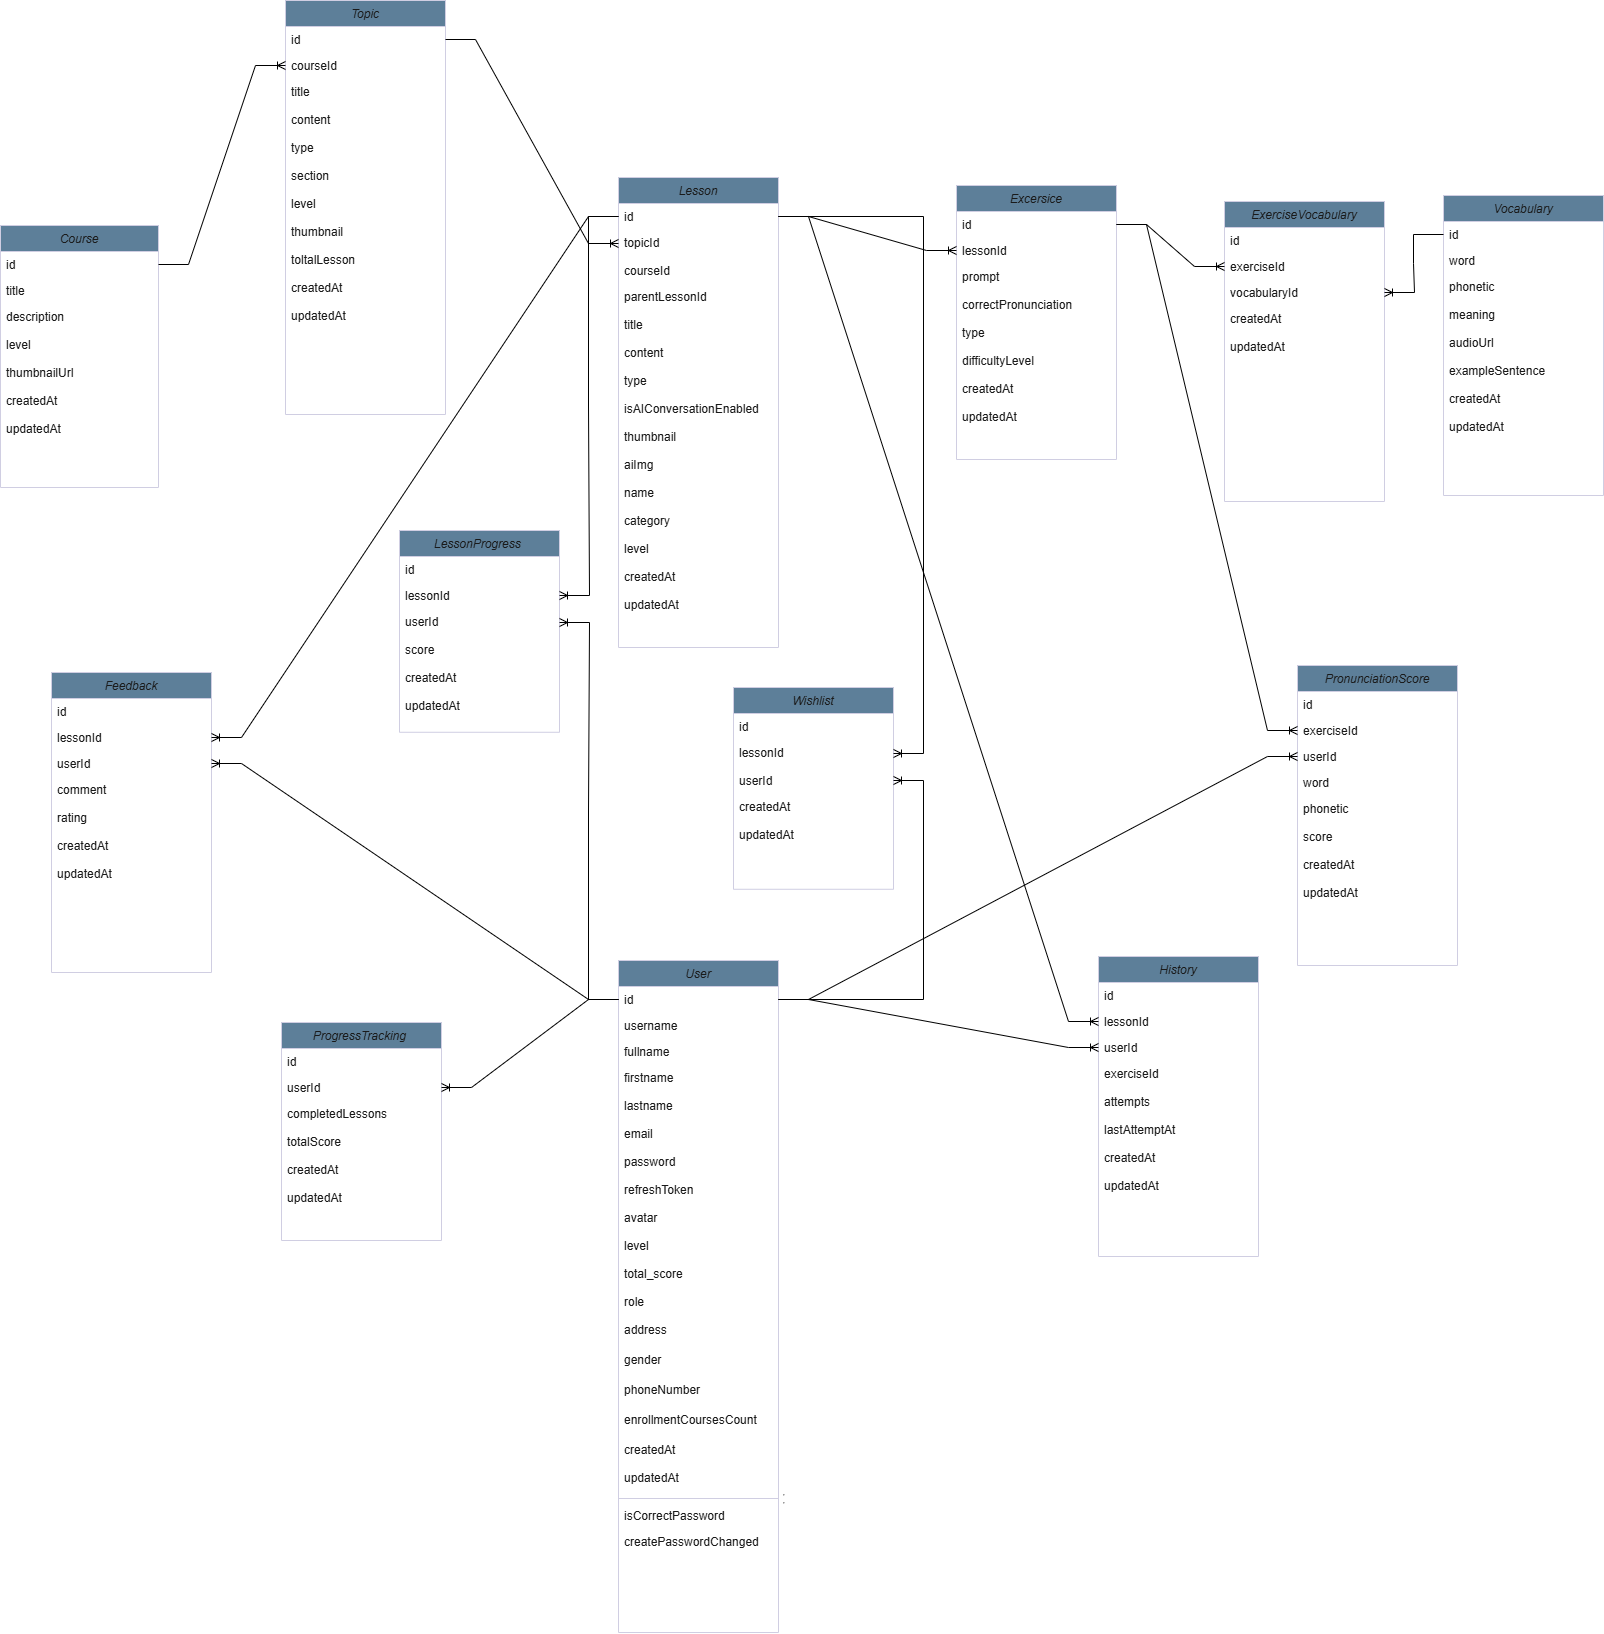 Topic
id
courseId
title
content
type
section
level
thumbnail
toltalLesson
createdAt
updatedAt
Course
id
title
description
level
thumbnailUrl
createdAt
updatedAt
Lesson
id
topicId
courseId
parentLessonId
title
content
type
isAIConversationEnabled
thumbnail
aiImg
name
category
level
createdAt
updatedAt
Excersice
id
lessonId
prompt
correctPronunciation
type
difficultyLevel
createdAt
updatedAt
ExerciseVocabulary
id
exerciseId
vocabularyId
createdAt
updatedAt
Vocabulary
id
word
phonetic
meaning
audioUrl
exampleSentence
createdAt
updatedAt
LessonProgress
id
lessonId
userId
score
createdAt
updatedAt
Feedback
id
lessonId
userId
comment
rating
createdAt
updatedAt
Wishlist
id
lessonId
userId
createdAt
updatedAt
PronunciationScore
id
exerciseId
userId
word
phonetic
score
createdAt
updatedAt
ProgressTracking
id
userId
completedLessons
totalScore
createdAt
updatedAt
User
id
username
fullname
firstname
lastname
email
password
refreshToken
avatar
level
total_score
role
address
gender
phoneNumber
enrollmentCoursesCount
createdAt
updatedAt
isCorrectPassword
createPasswordChanged
:
History
id
lessonId
userId
exerciseId
attempts
lastAttemptAt
createdAt
updatedAt